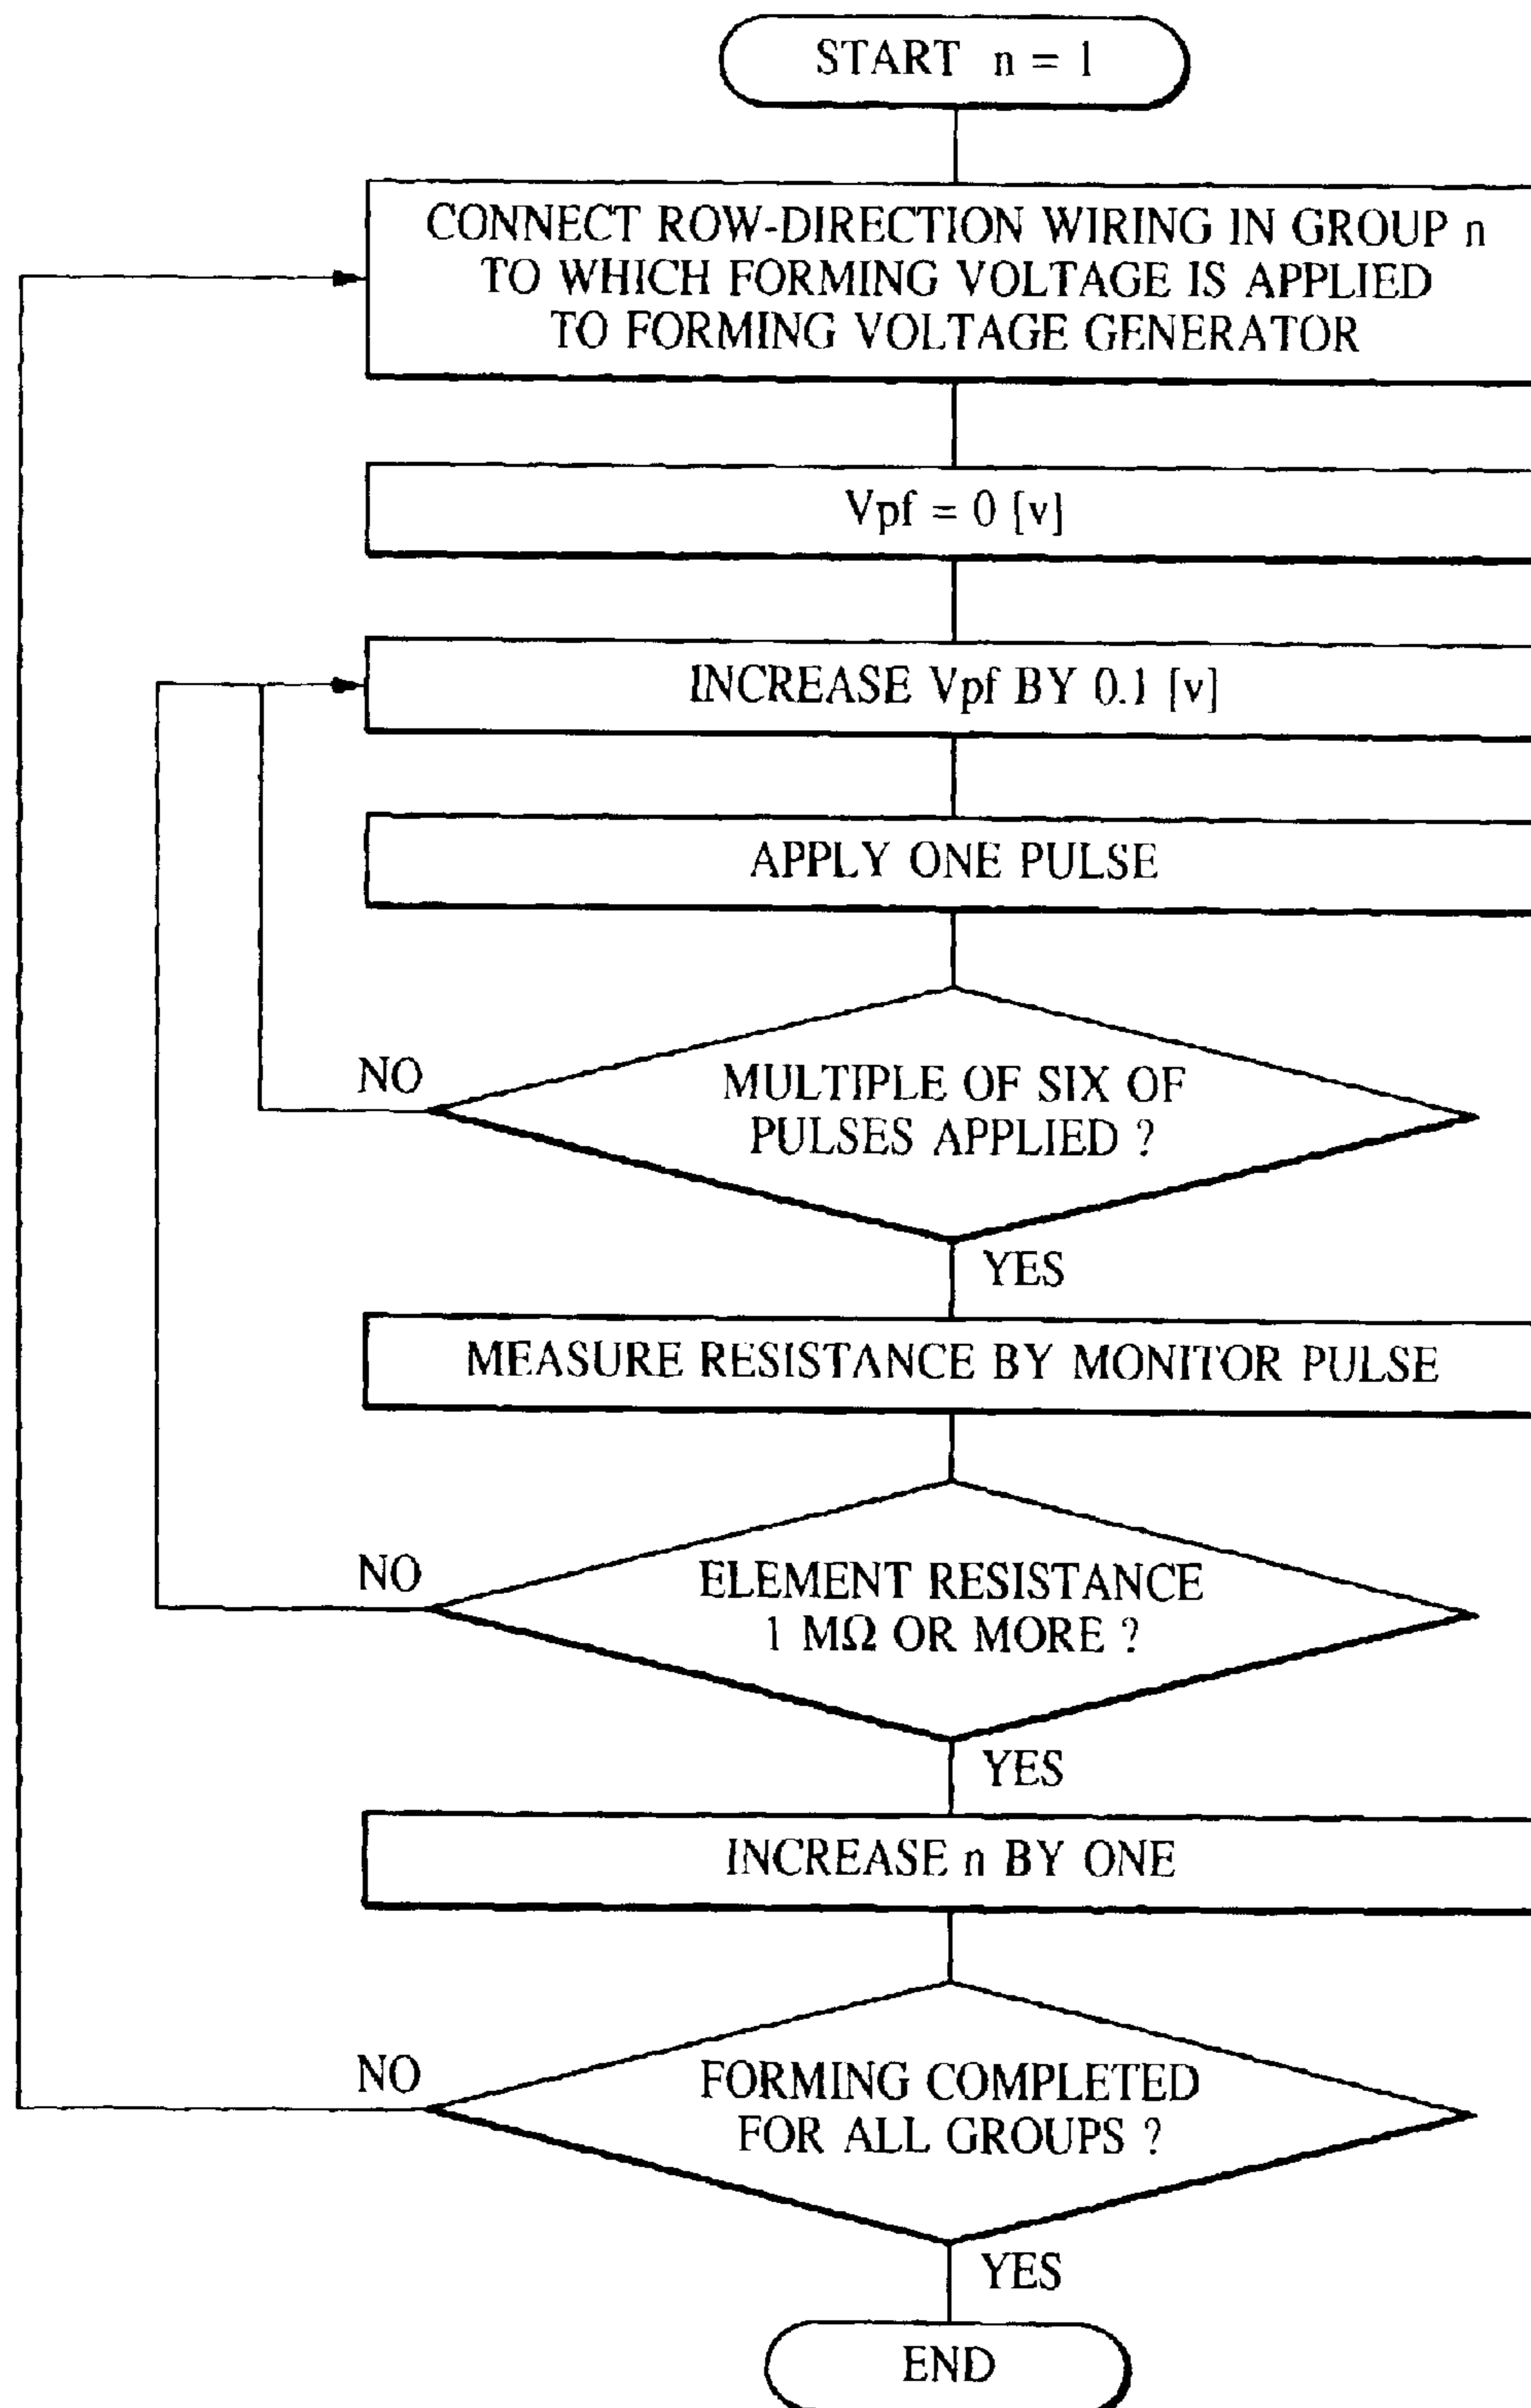 START n = 1
CONNECT ROW-DIRECTION WIRING IN GROUP n
TO WHICH FORMING VOLTAGE IS APPLIED
TO FORMING VOLTAGE GENERATOR
Vpf = 0 [v]
INCREASE Vpf BY 0.1 [v]
APPLY ONE PULSE
NO
MULTIPLE OF SIX OF
PULSES APPLIED ?
YES
MEASURE RESISTANCE BY MONITOR PULSE
NO
ELEMENT RESISTANCE
1 MΩ OR MORE ?
YES
INCREASE n BY ONE
NO
FORMING COMPLETED
FOR ALL GROUPS ?
YES
END